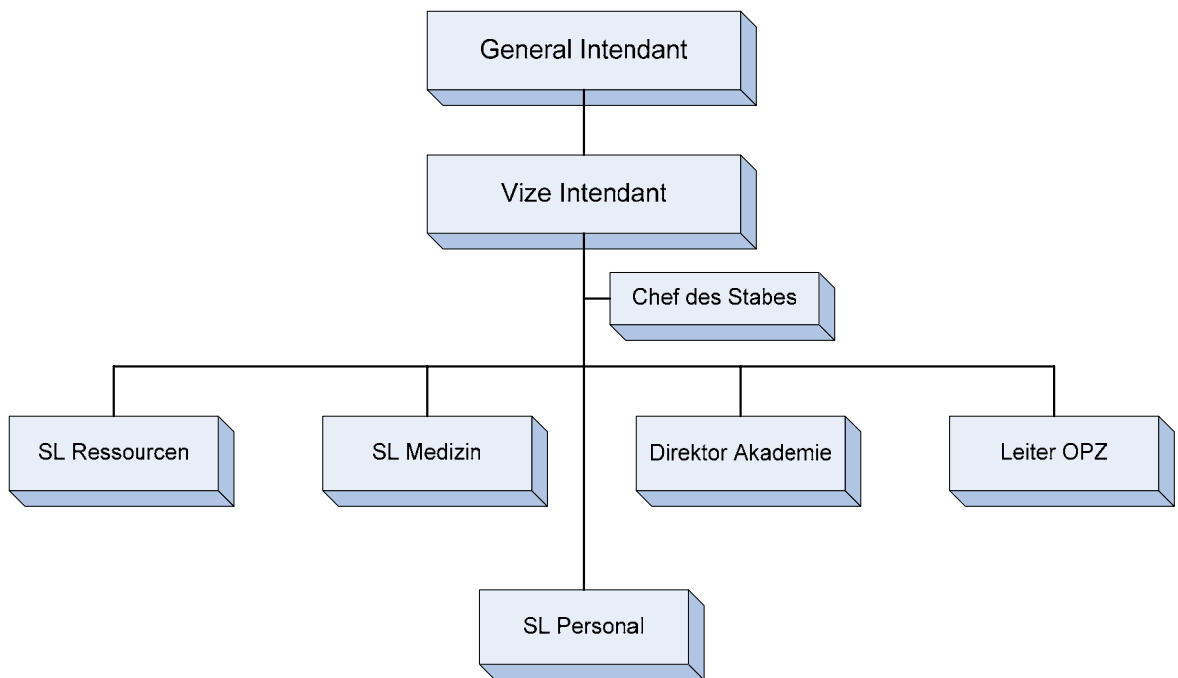 General Intendant
Vize Intendant
Chef des Stabes
SL Ressourcen
SL Medizin
Direktor Akademie
Leiter OPZ
SL Personal